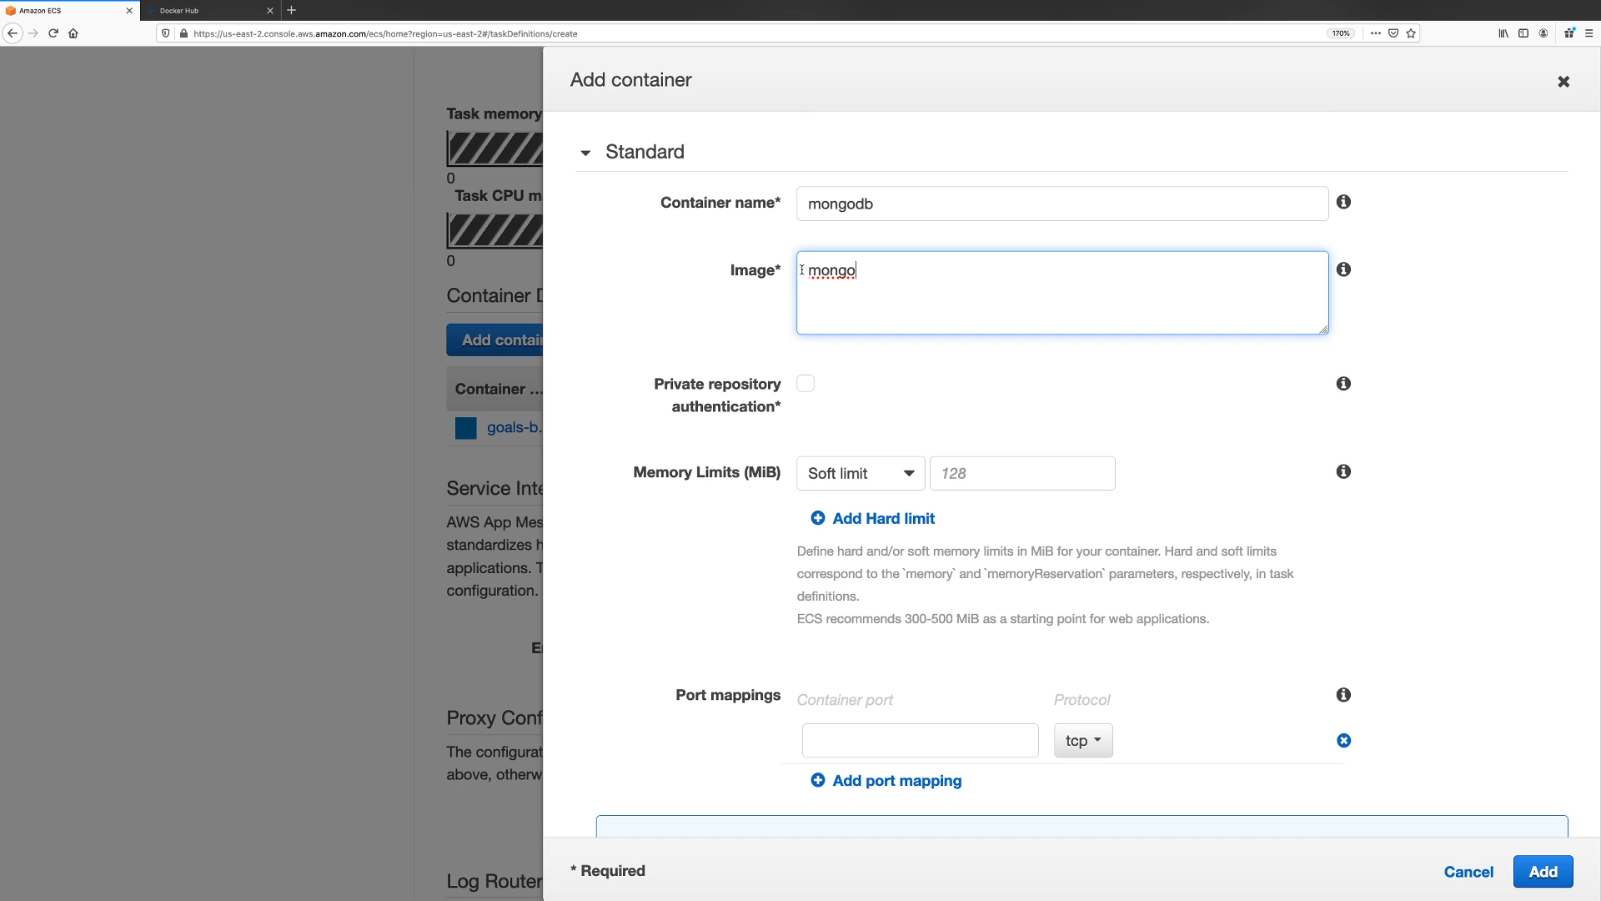 Amazon ECS
Docker Hub
https://us-east-2.console.aws.amazon.com/ecs/home?region=us-east-2#/taskDefinitions/create
170%
Task memory
0
Task CPU m
0
Container D
Add contai
Container ...
goals-b.
Service Inte
AWS App Mes
standardizes h
applications. T
configuration.
E
Proxy Conf
The configurat
above, otherw
Log Router
Add container
Standard
Container name*
mongodb
Image*
mongo
Private repository
authentication*
Memory Limits (MiB)
Soft limit
128
Add Hard limit
Define hard and/or soft memory limits in MiB for your container. Hard and soft limits
correspond to the `memory` and `memoryReservation` parameters, respectively, in task
definitions.
ECS recommends 300-500 MiB as a starting point for web applications.
Port mappings
Container port
Protocol
tcp
Add port mapping
* Required
Cancel
Add